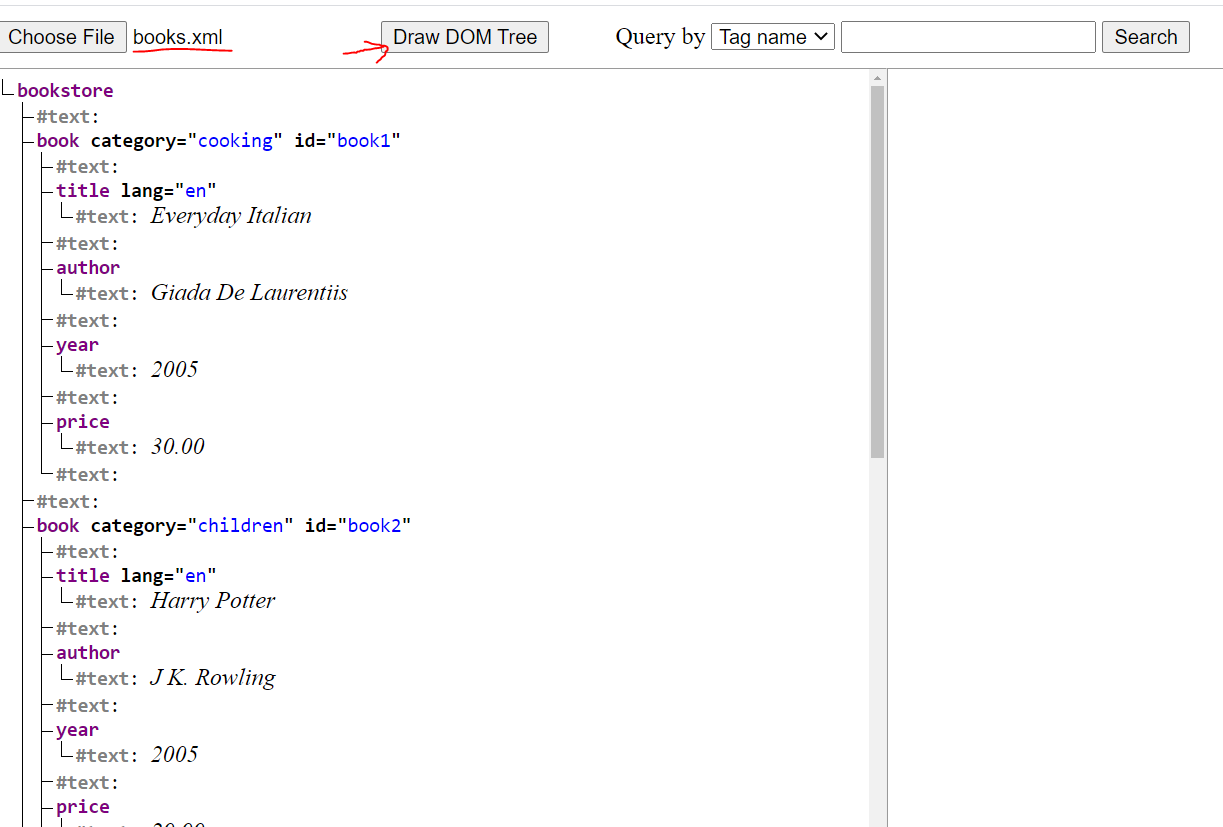 Choose File books.xml Draw DOM Tree Query by Tag name Search
bookstore
#text:
book category="cooking" id="book1"
#text:
title lang="en"
#text: Everyday Italian
#text:
author
#text: Giada De Laurentiis
#text:
year
#text: 2005
#text:
price
#text: 30.00
#text:
#text:
book category="children" id="book2"
#text:
title lang="en"
#text: Harry Potter
#text:
author
#text: J K. Rowling
#text:
year
#text: 2005
#text:
price